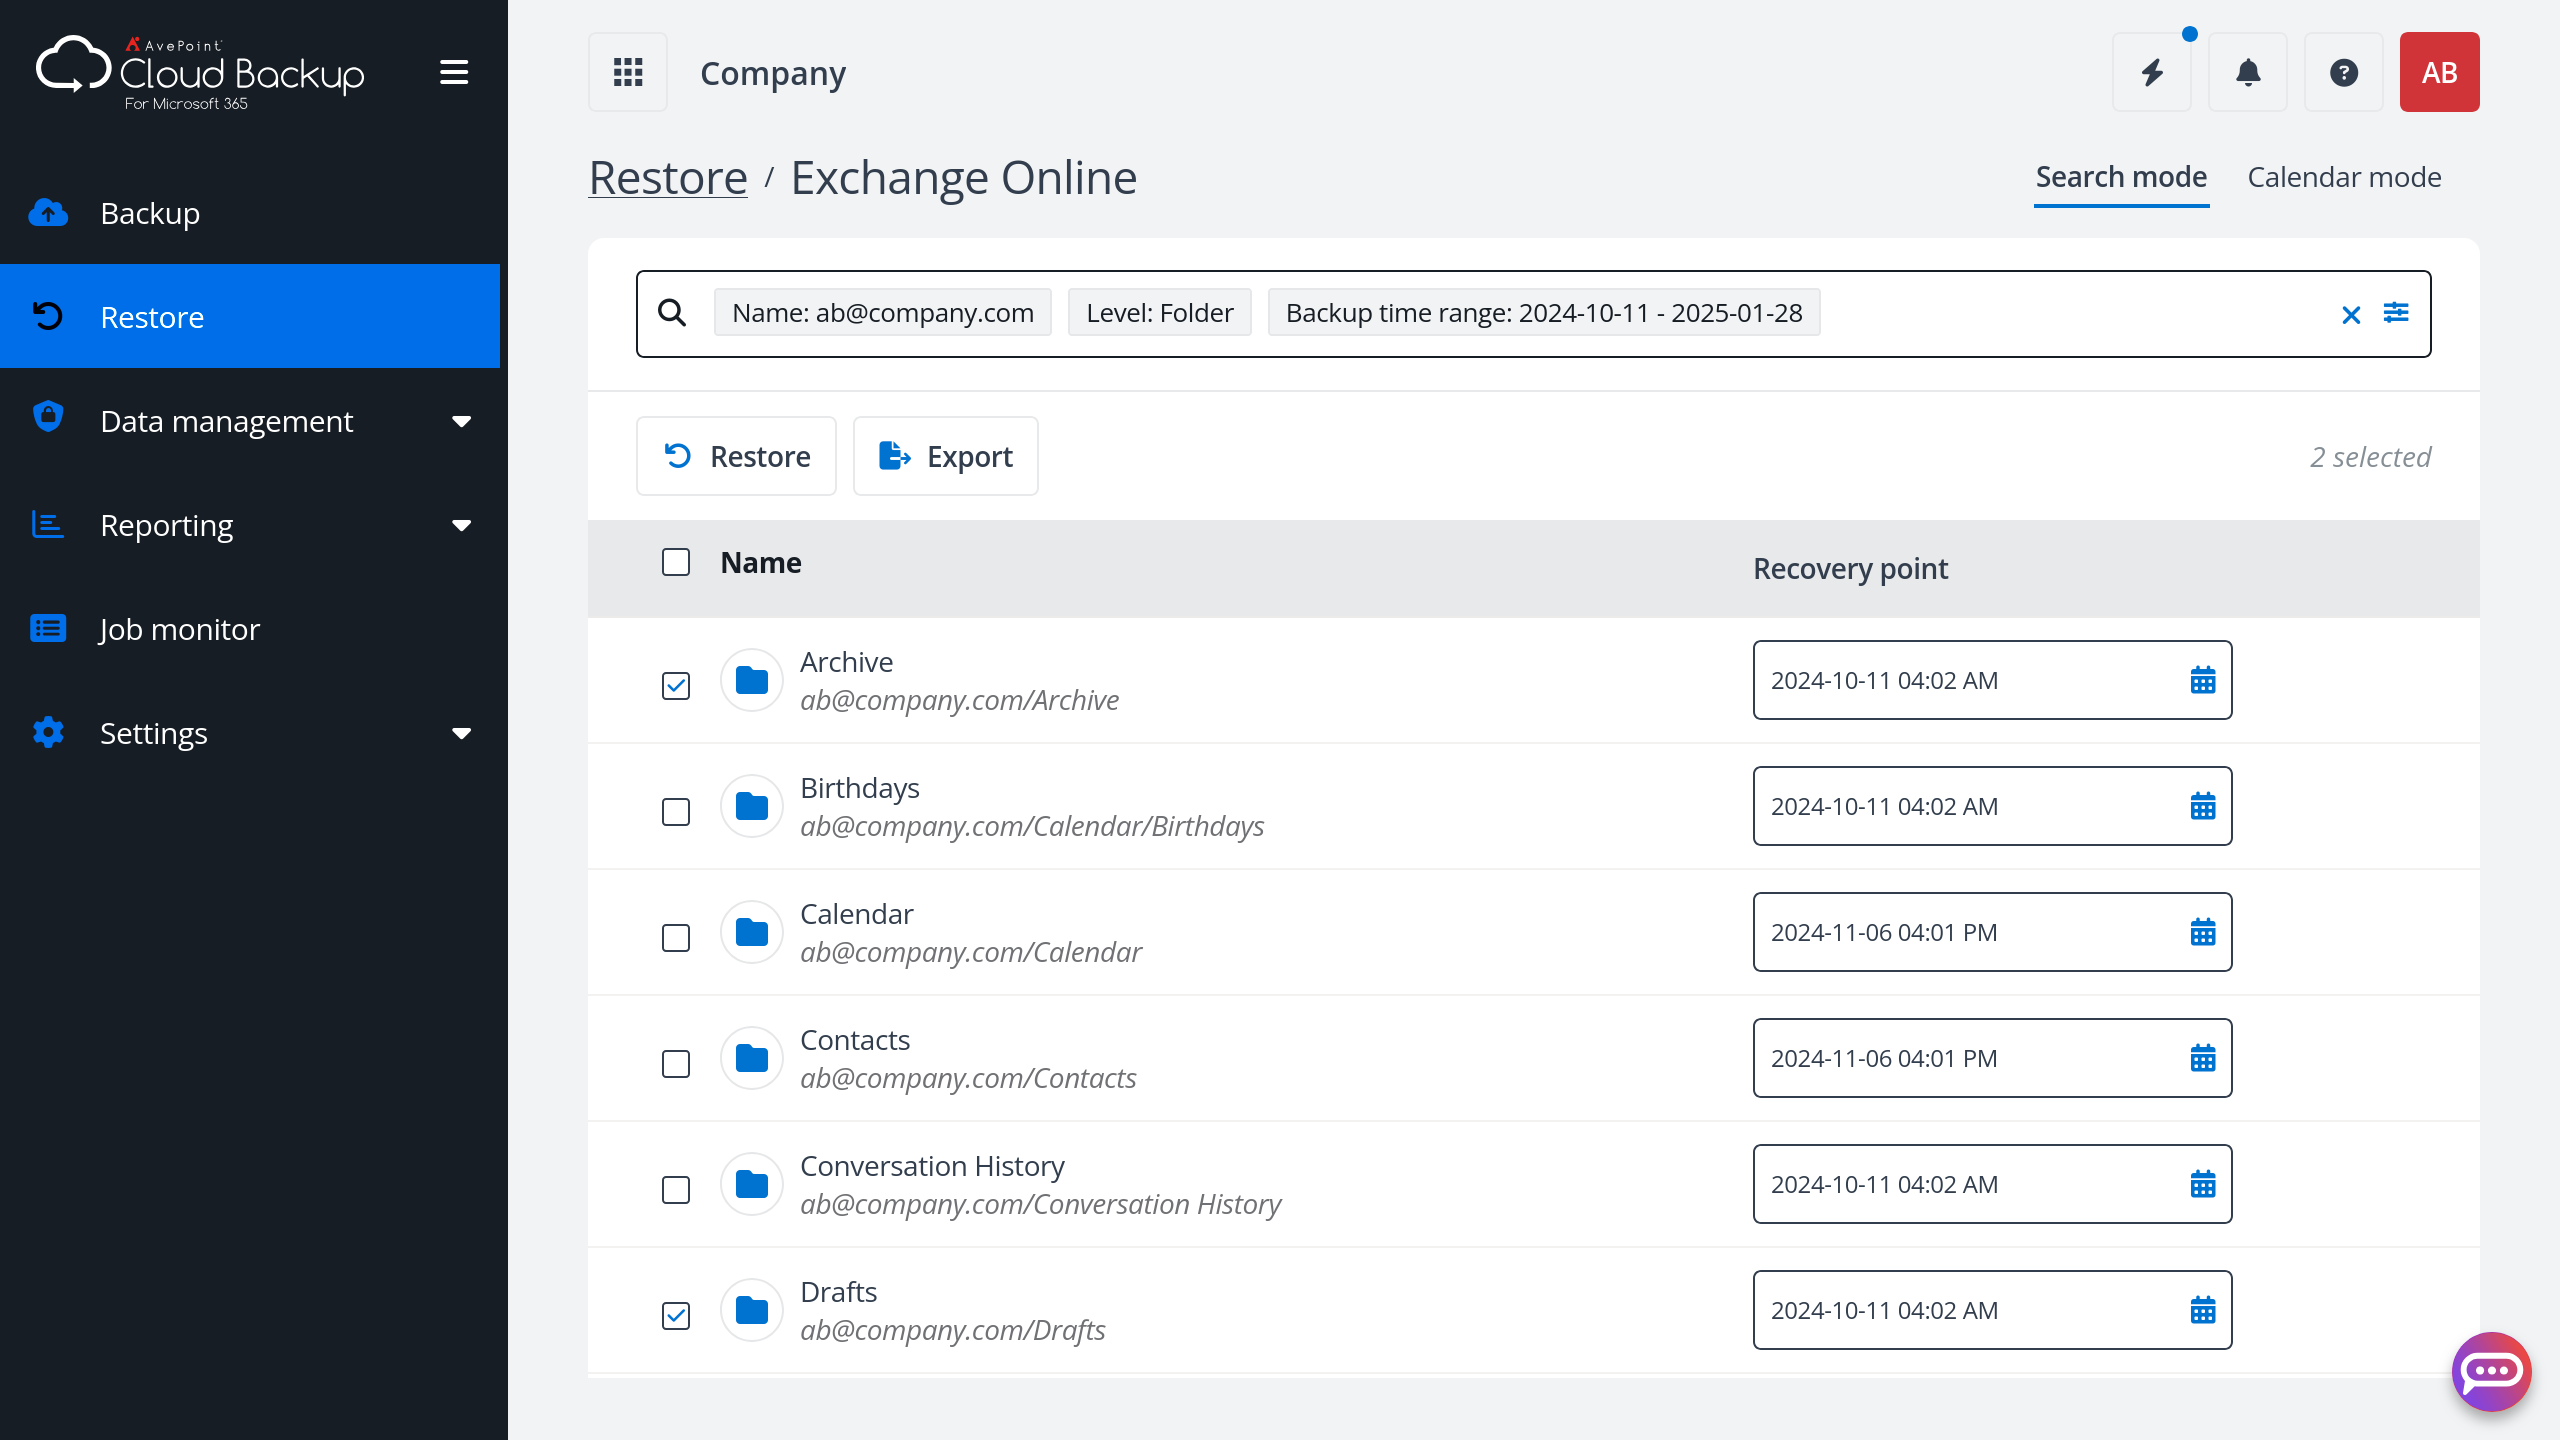 AvePoint
Cloud Backup
For Microsoft 365
Backup
Restore
Data management
Reporting
Job monitor
Settings
Company
AB
Restore / Exchange Online
Search mode
Calendar mode
Name: ab@company.com
Level: Folder
Backup time range: 2024-10-11 - 2025-01-28
Restore
Export
2 selected
Name
Recovery point
Archive
ab@company.com/Archive
2024-10-11 04:02 AM
Birthdays
ab@company.com/Calendar/Birthdays
2024-10-11 04:02 AM
Calendar
ab@company.com/Calendar
2024-11-06 04:01 PM
Contacts
ab@company.com/Contacts
2024-11-06 04:01 PM
Conversation History
ab@company.com/Conversation History
2024-10-11 04:02 AM
Drafts
ab@company.com/Drafts
2024-10-11 04:02 AM